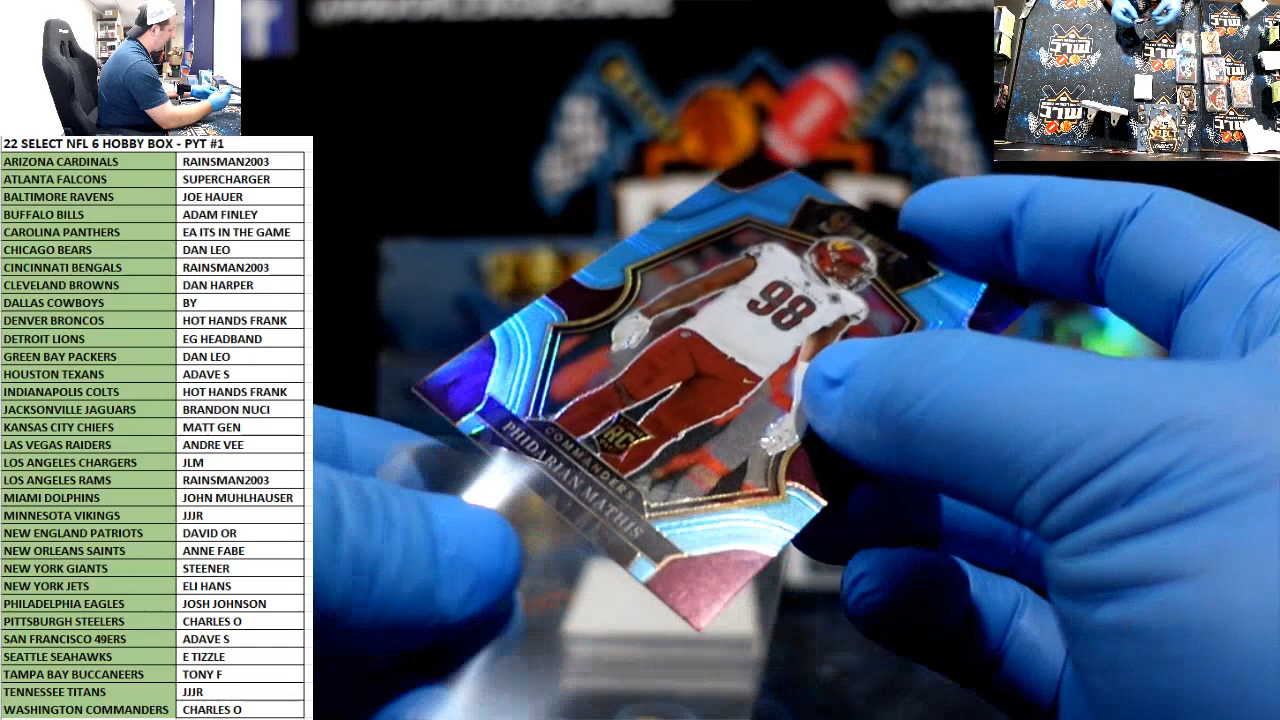 22 SELECT NFL 6 HOBBY BOX - PYT #1
ARIZONA CARDINALS RAINSMAN2003
ATLANTA FALCONS SUPERCHARGER
BALTIMORE RAVENS JOE HAUER
BUFFALO BILLS ADAM FINLEY
CAROLINA PANTHERS EA ITS IN THE GAME
CHICAGO BEARS DAN LEO
CINCINNATI BENGALS RAINSMAN2003
CLEVELAND BROWNS DAN HARPER
DALLAS COWBOYS BY
DENVER BRONCOS HOT HANDS FRANK
DETROIT LIONS EG HEADBAND
GREEN BAY PACKERS DAN LEO
HOUSTON TEXANS ADAVE S
INDIANAPOLIS COLTS HOT HANDS FRANK
JACKSONVILLE JAGUARS BRANDON NUCI
KANSAS CITY CHIEFS MATT GEN
LAS VEGAS RAIDERS ANDRE VEE
LOS ANGELES CHARGERS JLM
LOS ANGELES RAMS RAINSMAN2003
MIAMI DOLPHINS JOHN MUHLHAUSER
MINNESOTA VIKINGS JJJR
NEW ENGLAND PATRIOTS DAVID OR
NEW ORLEANS SAINTS ANNE FABE
NEW YORK GIANTS STEENER
NEW YORK JETS ELI HANS
PHILADELPHIA EAGLES JOSH JOHNSON
PITTSBURGH STEELERS CHARLES O
SAN FRANCISCO 49ERS ADAVE S
SEATTLE SEAHAWKS E TIZZLE
TAMPA BAY BUCCANEERS TONY F
TENNESSEE TITANS JJJR
WASHINGTON COMMANDERS CHARLES O
98
RC
COMMANDERS
PHIDARIAN MATHIS